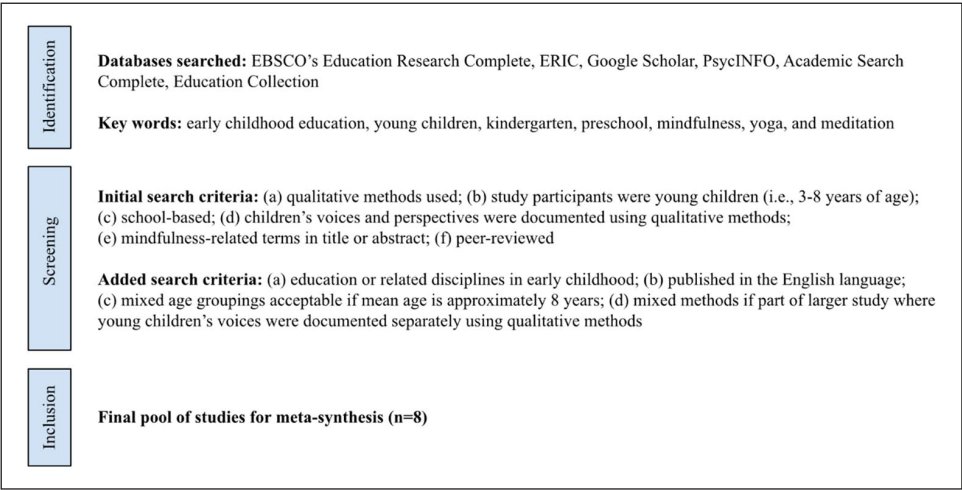 Identification
Databases searched: EBSCO's Education Research Complete, ERIC, Google Scholar, PsycINFO, Academic Search
Complete, Education Collection
Key words: early childhood education, young children, kindergarten, preschool, mindfulness, yoga, and meditation
Screening
Initial search criteria: (a) qualitative methods used; (b) study participants were young children (i.e., 3-8 years of age);
(c) school-based; (d) children's voices and perspectives were documented using qualitative methods;
(e) mindfulness-related terms in title or abstract; (f) peer-reviewed
Added search criteria: (a) education or related disciplines in early childhood; (b) published in the English language;
(c) mixed age groupings acceptable if mean age is approximately 8 years; (d) mixed methods if part of larger study where
young children's voices were documented separately using qualitative methods
Inclusion
Final pool of studies for meta-synthesis (n=8)